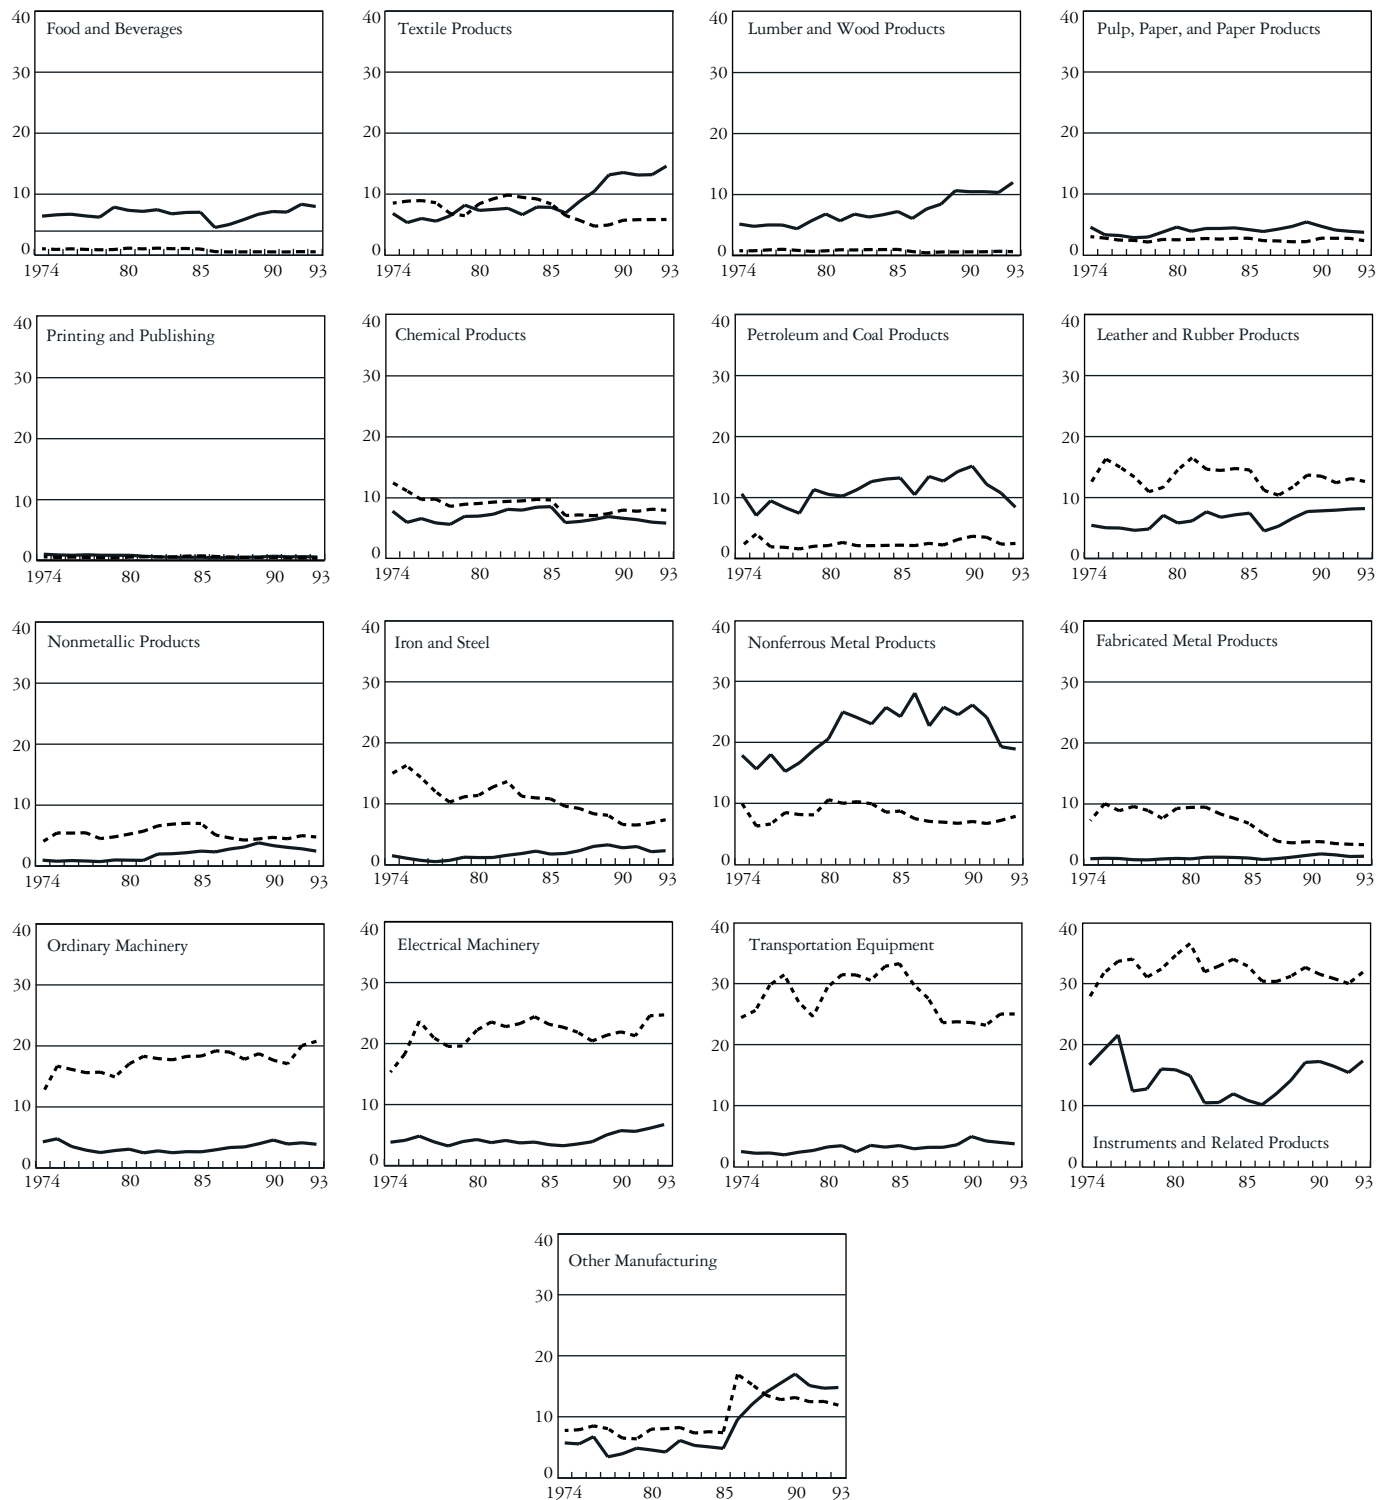 40
Food and Beverages
30
20
10
0
1974 80 85 90 93
40
Textile Products
30
20
10
0
1974 80 85 90 93
40
Lumber and Wood Products
30
20
10
0
1974 80 85 90 93
40
Pulp, Paper, and Paper Products
30
20
10
0
1974 80 85 90 93
40
Printing and Publishing
30
20
10
0
1974 80 85 90 93
40
Chemical Products
30
20
10
0
1974 80 85 90 93
40
Petroleum and Coal Products
30
20
10
0
1974 80 85 90 93
40
Leather and Rubber Products
30
20
10
0
1974 80 85 90 93
40
Nonmetallic Products
30
20
10
0
1974 80 85 90 93
40
Iron and Steel
30
20
10
0
1974 80 85 90 93
40
Nonferrous Metal Products
30
20
10
0
1974 80 85 90 93
40
Fabricated Metal Products
30
20
10
0
1974 80 85 90 93
40
Ordinary Machinery
30
20
10
0
1974 80 85 90 93
40
Electrical Machinery
30
20
10
0
1974 80 85 90 93
40
Transportation Equipment
30
20
10
0
1974 80 85 90 93
40
30
20
10
Instruments and Related Products
0
1974 80 85 90 93
40
Other Manufacturing
30
20
10
0
1974 80 85 90 93